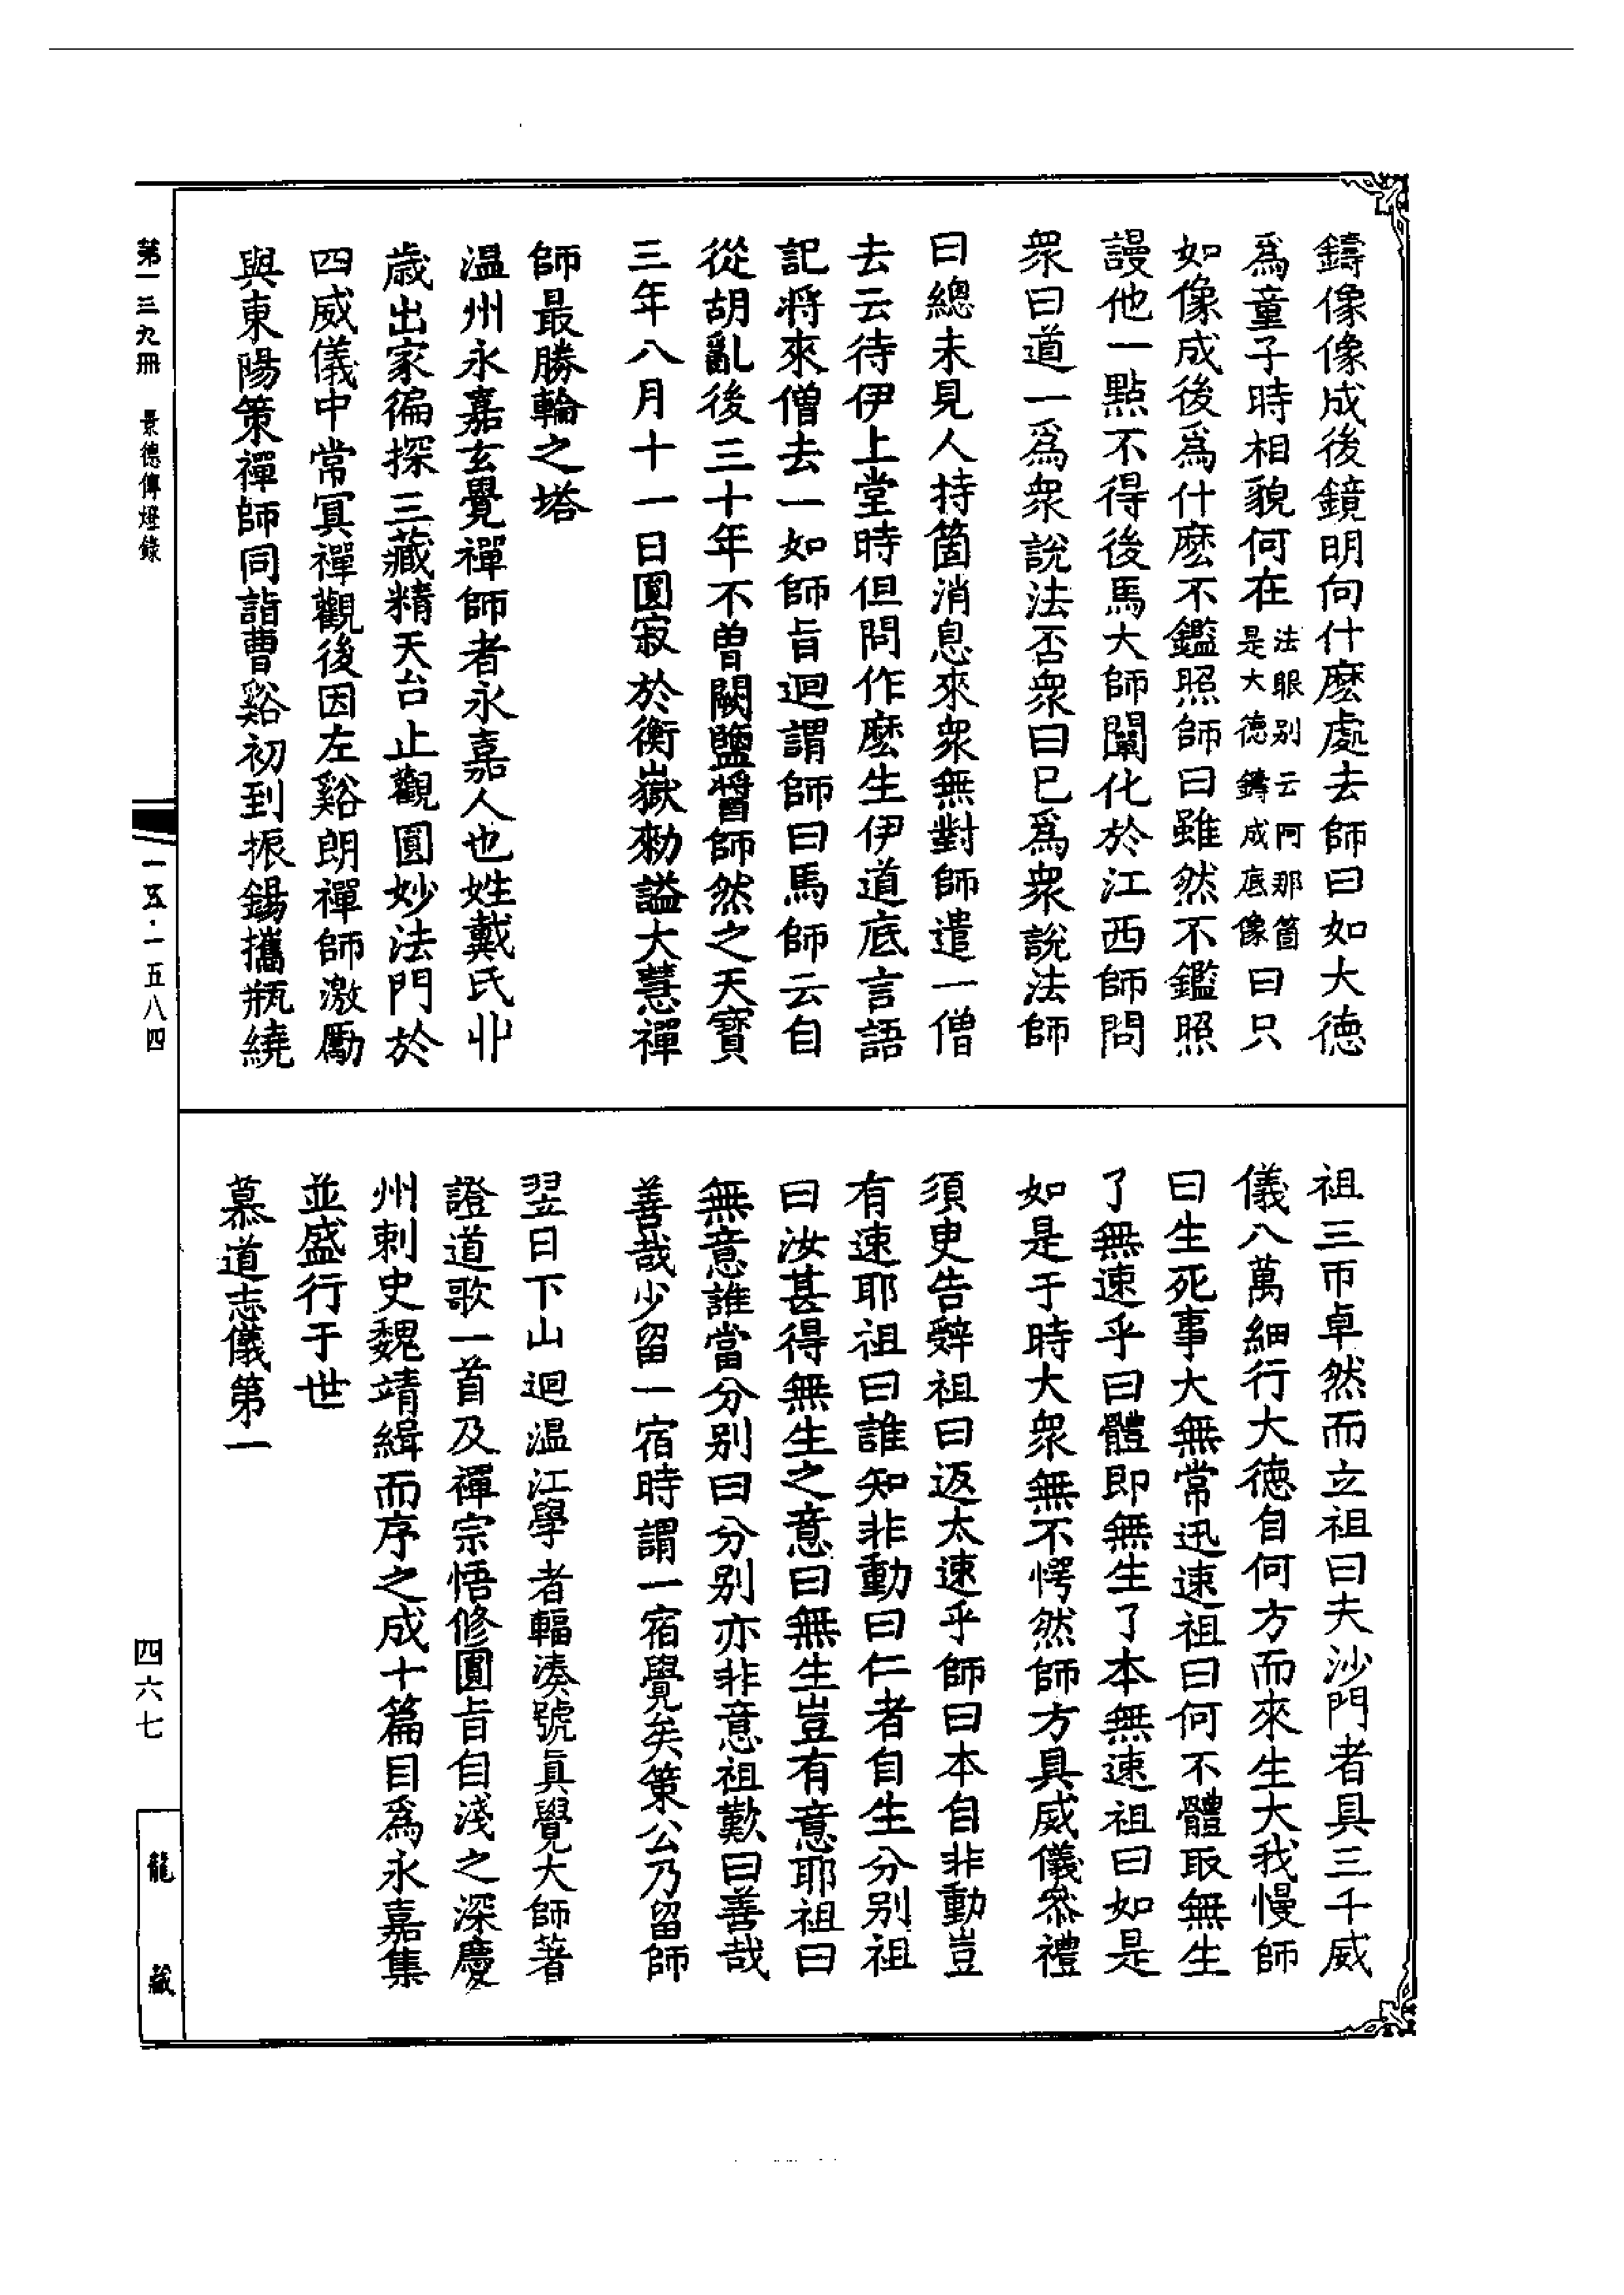 鑄像像成後鏡明向什麽處去師曰如大德
爲童子時相貌何在法眼別云阿那箇是大德鑄成底像曰只
如像成後爲什麽不鑑照師曰雖然不鑑照
謾他一點不得後馬大師闡化於江西師問
衆曰道一爲衆說法否衆曰已爲衆說法師
曰總未見人持箇消息來衆無對師遣一僧
去云待伊上堂時但問作麽生伊道底言語
記將來僧去一如師旨迴謂師曰馬師云自
從胡亂後三十年不曾闕鹽醬師然之天寶
三年八月十一日圓寂於衡嶽勑諡大慧禪
師最勝輪之塔
温州永嘉玄覺禪師者永嘉人也姓戴氏丱
歲出家徧探三藏精天台止觀圓妙法門於
四威儀中常冥禪觀後因左谿朗禪師激勵
與東陽策禪師同詣曹谿初到振錫攜瓶繞
祖三帀卓然而立祖曰夫沙門者具三千威
儀八萬細行大德自何方而來生大我慢師
曰生死事大無常迅速祖曰何不體取無生
了無速乎曰體即無生了本無速祖曰如是
如是于時大衆無不愕然師方具威儀參禮
須臾告辭祖曰返太速乎師曰本自非動豈
有速耶祖曰誰知非動曰仁者自生分別祖
曰汝甚得無生之意曰無生豈有意耶祖曰
無意誰當分別曰分別亦非意祖歎曰善哉
善哉少留一宿時謂一宿覺矣策公乃留師
翌日下山迴温江學者輻湊號眞覺大師著
證道歌一首及禪宗悟修圓旨自淺之深慶
州刺史魏靖緝而序之成十篇目爲永嘉集
並盛行于世
慕道志儀第一
第一三九冊 景德傳燈錄
一五·一五八四
四六七
龍藏